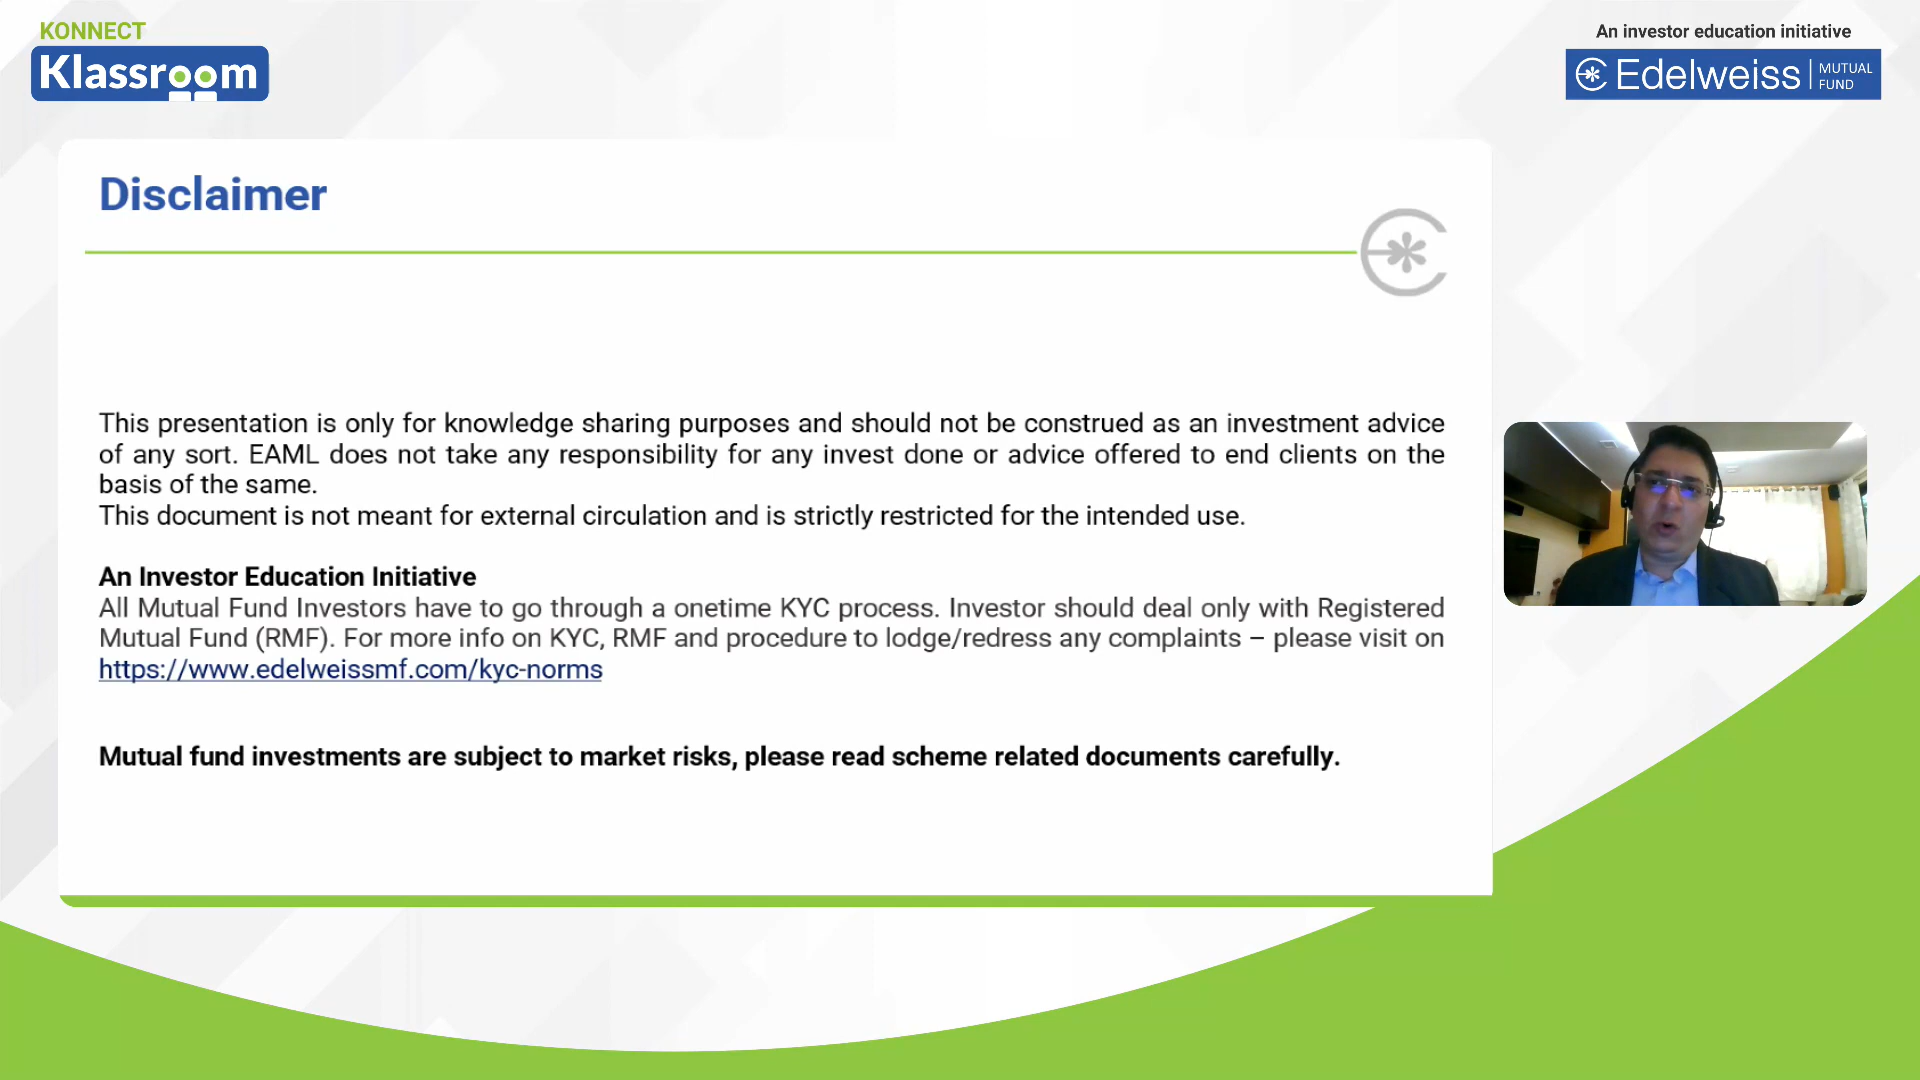 KONNECT
Klassroom
An investor education initiative
Edelweiss
MUTUAL
FUND
Disclaimer
This presentation is only for knowledge sharing purposes and should not be construed as an investment advice
of any sort. EAML does not take any responsibility for any invest done or advice offered to end clients on the
basis of the same.
This document is not meant for external circulation and is strictly restricted for the intended use.
An Investor Education Initiative
All Mutual Fund Investors have to go through a onetime KYC process. Investor should deal only with Registered
Mutual Fund (RMF). For more info on KYC, RMF and procedure to lodge/redress any complaints – please visit on
https://www.edelweissmf.com/kyc-norms
Mutual fund investments are subject to market risks, please read scheme related documents carefully.